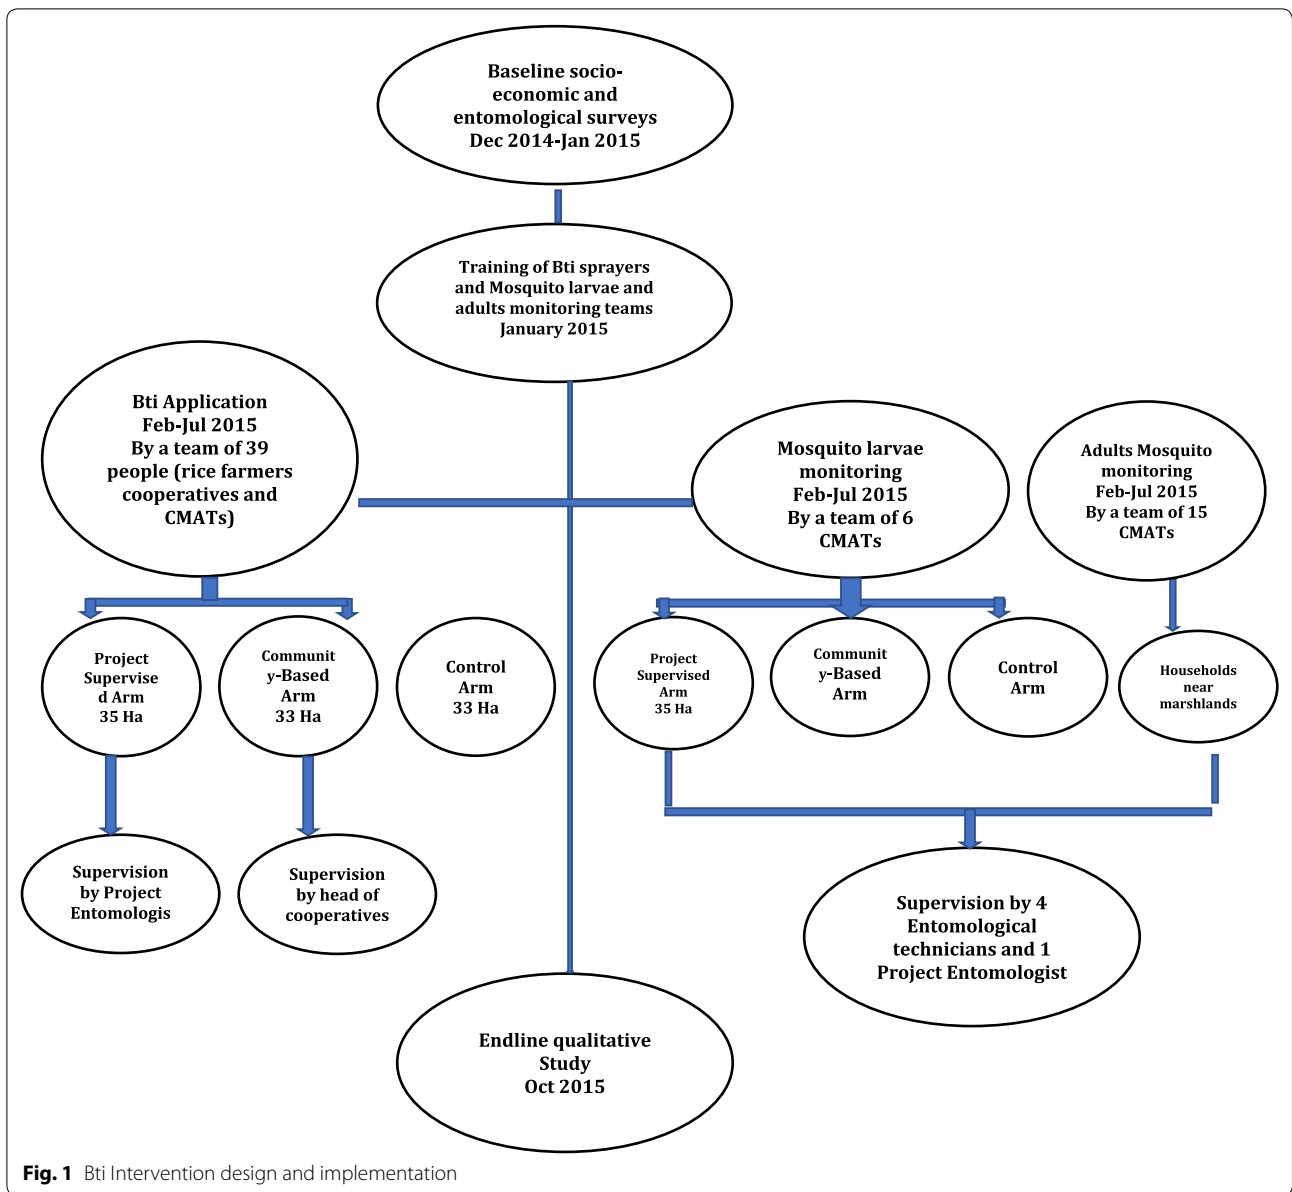 Baseline socio-
economic and
entomological surveys
Dec 2014-Jan 2015
Training of Bti sprayers
and Mosquito larvae and
adults monitoring teams
January 2015
Bti Application
Feb-Jul 2015
By a team of 39
people (rice farmers
cooperatives and
CMATs)
Mosquito larvae
monitoring
Feb-Jul 2015
By a team of 6
CMATs
Adults Mosquito
monitoring
Feb-Jul 2015
By a team of 15
CMATs
Project
Supervise
d Arm
35 Ha
Communit
y-Based
Arm
33 Ha
Control
Arm
33 Ha
Project
Supervised
Arm
35 Ha
Communit
y-Based
Arm
Control
Arm
Households
near
marshlands
Supervision
by Project
Entomologis
Supervision
by head of
cooperatives
Supervision by 4
Entomological
technicians and 1
Project Entomologist
Endline qualitative
Study
Oct 2015
Fig. 1 Bti Intervention design and implementation